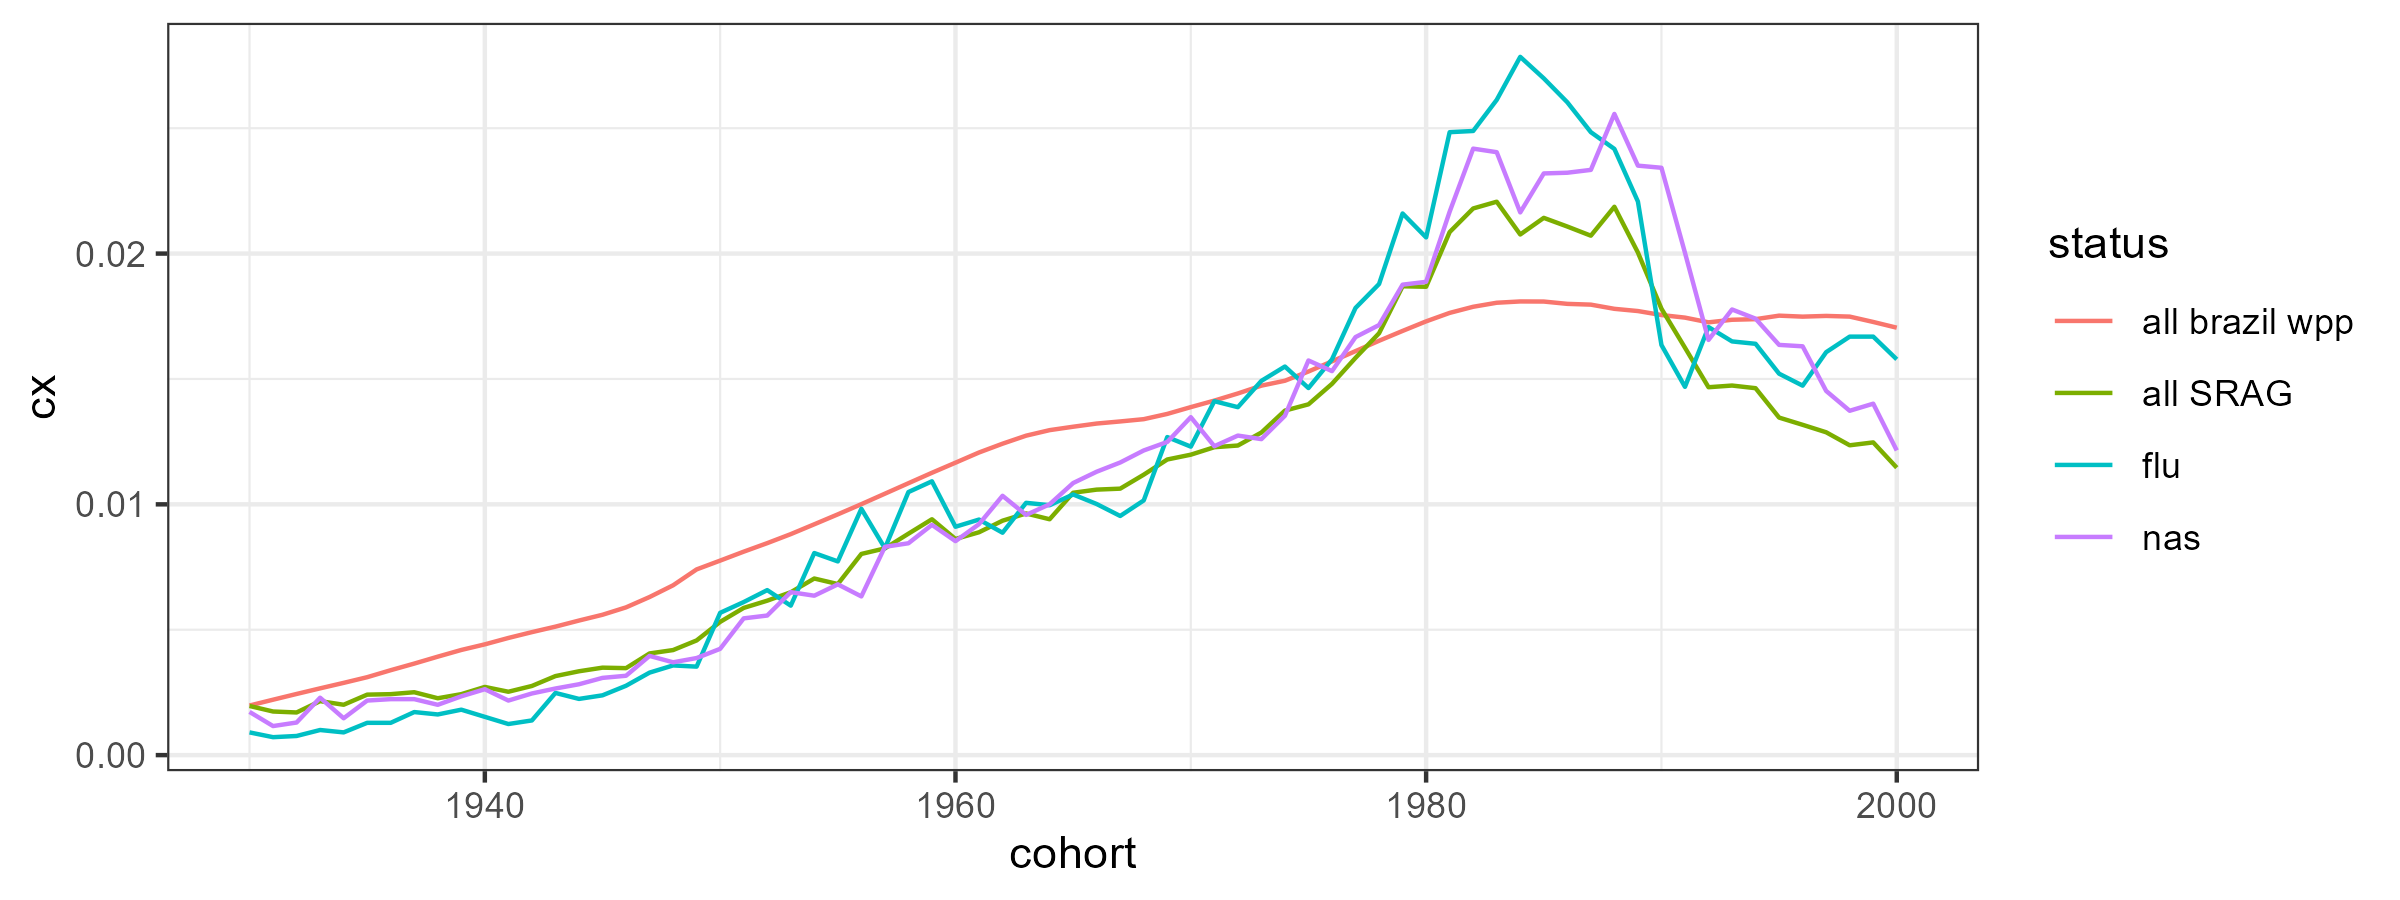 cx
0.02
0.01
0.00
1940 1960 1980 2000
cohort
status
all brazil wpp
all SRAG
flu
nas